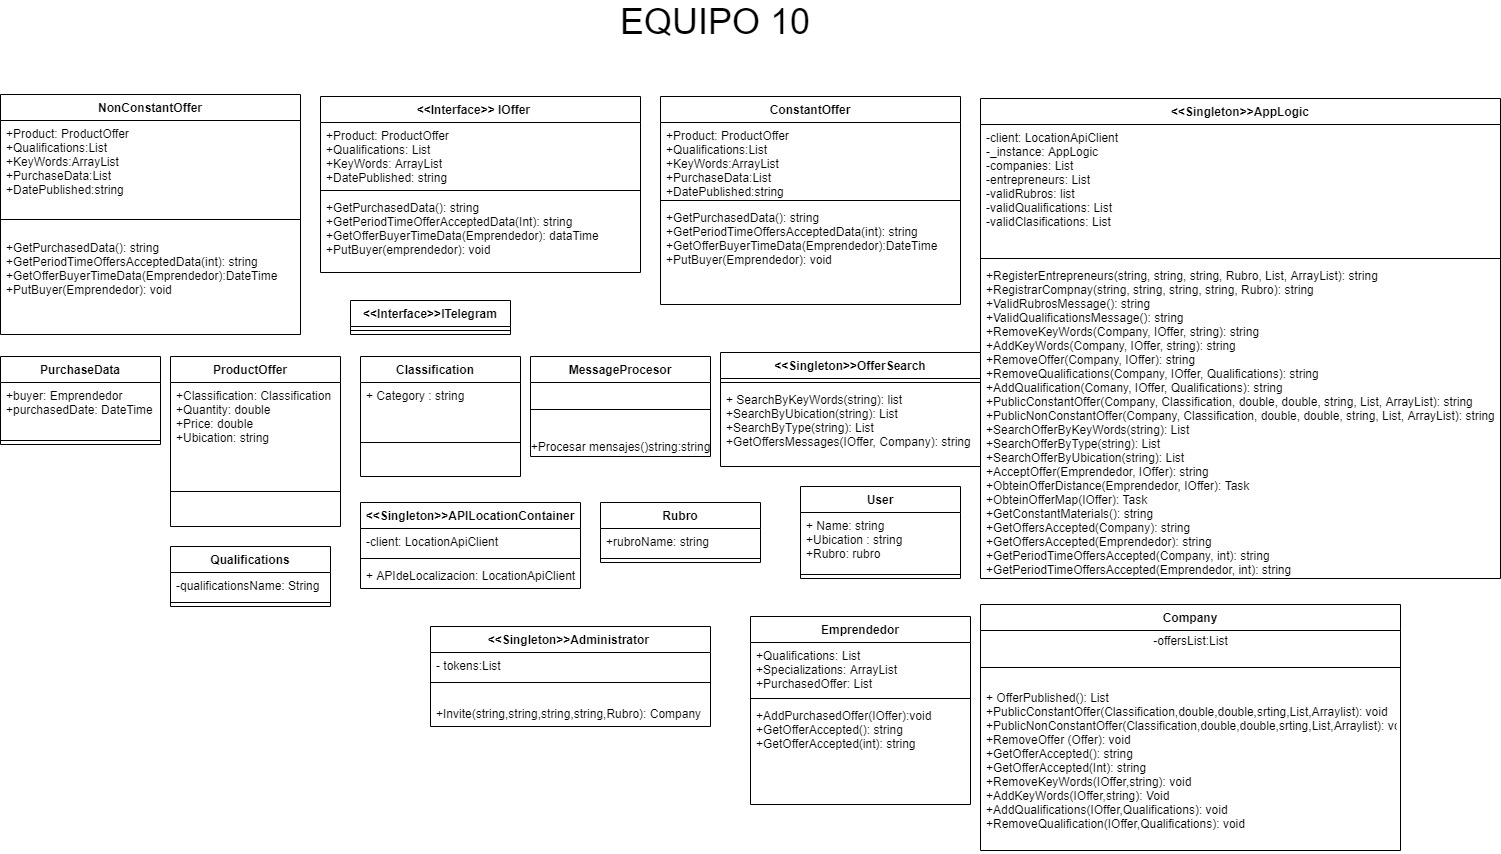 EQUIPO 10
NonConstantOffer
+Product: ProductOffer
+Qualifications:List
+KeyWords:ArrayList
+PurchaseData:List
+DatePublished:string
+GetPurchasedData(): string
+GetPeriodTimeOffersAcceptedData(int): string
+GetOfferBuyerTimeData(Emprendedor):DateTime
+PutBuyer(Emprendedor): void
<<Interface>> IOffer
+Product: ProductOffer
+Qualifications: List
+KeyWords: ArrayList
+DatePublished: string
+GetPurchasedData(): string
+GetPeriodTimeOfferAcceptedData(Int): string
+GetOfferBuyerTimeData(Emprendedor): dataTime
+PutBuyer(emprendedor): void
ConstantOffer
+Product: ProductOffer
+Qualifications:List
+KeyWords:ArrayList
+PurchaseData:List
+DatePublished:string
+GetPurchasedData(): string
+GetPeriodTimeOffersAcceptedData(int): string
+GetOfferBuyerTimeData(Emprendedor):DateTime
+PutBuyer(Emprendedor): void
<<Singleton>>AppLogic
-client: LocationApiClient
-_instance: AppLogic
-companies: List
-entrepreneurs: List
-validRubros: list
-validQualifications: List
-validClasifications: List
+RegisterEntrepreneurs(string, string, string, Rubro, List, ArrayList): string
+RegistrarCompnay(string, string, string, string, Rubro): string
+ValidRubrosMessage(): string
+ValidQualificationsMessage(): string
+RemoveKeyWords(Company, IOffer, string): string
+AddKeyWords(Company, IOffer, string): string
+RemoveOffer(Company, IOffer): string
+RemoveQualifications(Company, IOffer, Qualifications): string
+AddQualification(Comany, IOffer, Qualifications): string
+PublicConstantOffer(Company, Classification, double, double, string, List, ArrayList): string
+PublicNonConstantOffer(Company, Classification, double, double, string, List, ArrayList): string
+SearchOfferByKeyWords(string): List
+SearchOfferByType(string): List
+SearchOfferByUbication(string): List
+AcceptOffer(Emprendedor, IOffer): string
+ObteinOfferDistance(Emprendedor, IOffer): Task
+ObteinOfferMap(IOffer): Task
+GetConstantMaterials(): string
+GetOffersAccepted(Company): string
+GetOffersAccepted(Emprendedor): string
+GetPeriodTimeOffersAccepted(Company, int): string
+GetPeriodTimeOffersAccepted(Emprendedor, int): string
<<Interface>>ITelegram
PurchaseData
+buyer: Emprendedor
+purchasedDate: DateTime
ProductOffer
+Classification: Classification
+Quantity: double
+Price: double
+Ubication: string
Classification
+ Category : string
MessageProcesor
+Procesar mensajes()string:string
<<Singleton>>OfferSearch
+ SearchByKeyWords(string): list
+SearchByUbication(string): List
+SearchByType(string): List
+GetOffersMessages(IOffer, Company): string
<<Singleton>>APILocationContainer
-client: LocationApiClient
+ APIdeLocalizacion: LocationApiClient
Rubro
+rubroName: string
User
+ Name: string
+Ubication : string
+Rubro: rubro
Qualifications
-qualificationsName: String
<<Singleton>>Administrator
- tokens:List
+Invite(string,string,string,string,Rubro): Company
Emprendedor
+Qualifications: List
+Specializations: ArrayList
+PurchasedOffer: List
+AddPurchasedOffer(IOffer):void
+GetOfferAccepted(): string
+GetOfferAccepted(int): string
Company
-offersList:List
+ OfferPublished(): List
+PublicConstantOffer(Classification,double,double,srting,List,Arraylist): void
+PublicNonConstantOffer(Classification,double,double,srting,List,Arraylist):
+RemoveOffer (Offer): void
+GetOfferAccepted(): string
+GetOfferAccepted(Int): string
+RemoveKeyWords(IOffer,string): void
+AddKeyWords(IOffer,string): Void
+AddQualifications(IOffer,Qualifications): void
+RemoveQualification(IOffer,Qualifications): void